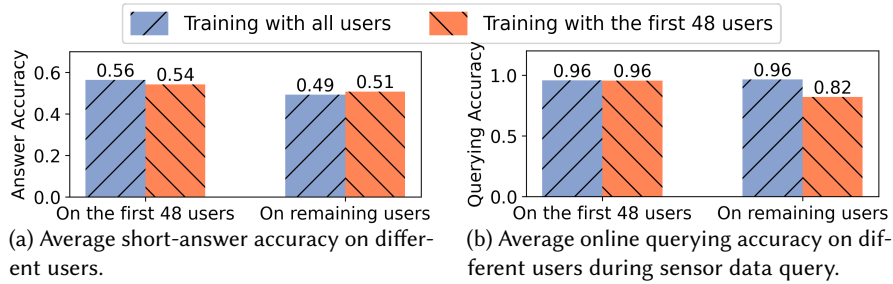 Training with all users
Training with the first 48 users
Answer Accuracy
0.6
0.4
0.2
0.0
0.56
0.54
0.49
0.51
On the first 48 users
On remaining users
(a) Average short-answer accuracy on differ-
ent users.
Querying Accuracy
1.0
0.5
0.0
0.96
0.96
0.96
0.82
On the first 48 users
On remaining users
(b) Average online querying accuracy on dif-
ferent users during sensor data query.